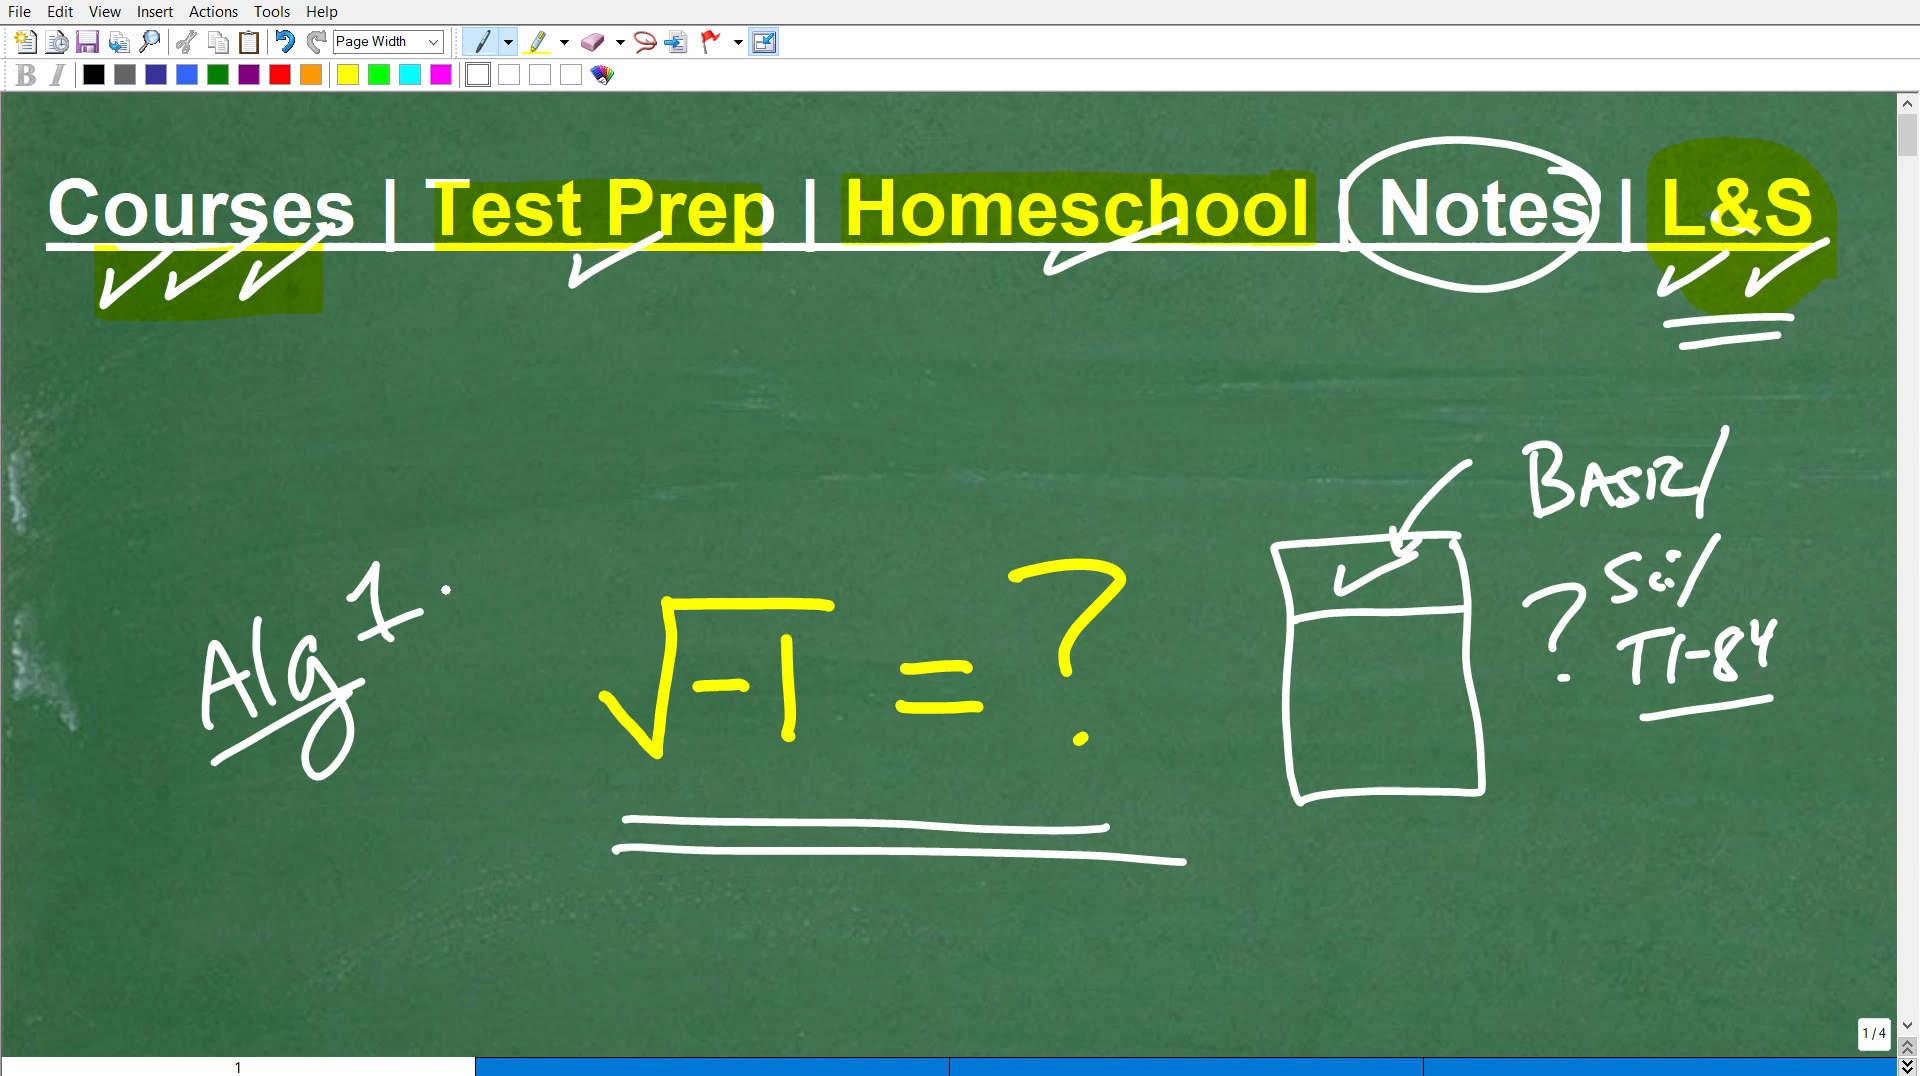 File Edit View Insert Actions Tools Help
Page Width
B I
Courses | Test Prep | Homeschool | Notes | L&S
BASIC/
Sci/
? TI-84
Alg 1
√-1 = ?
1 / 4
1